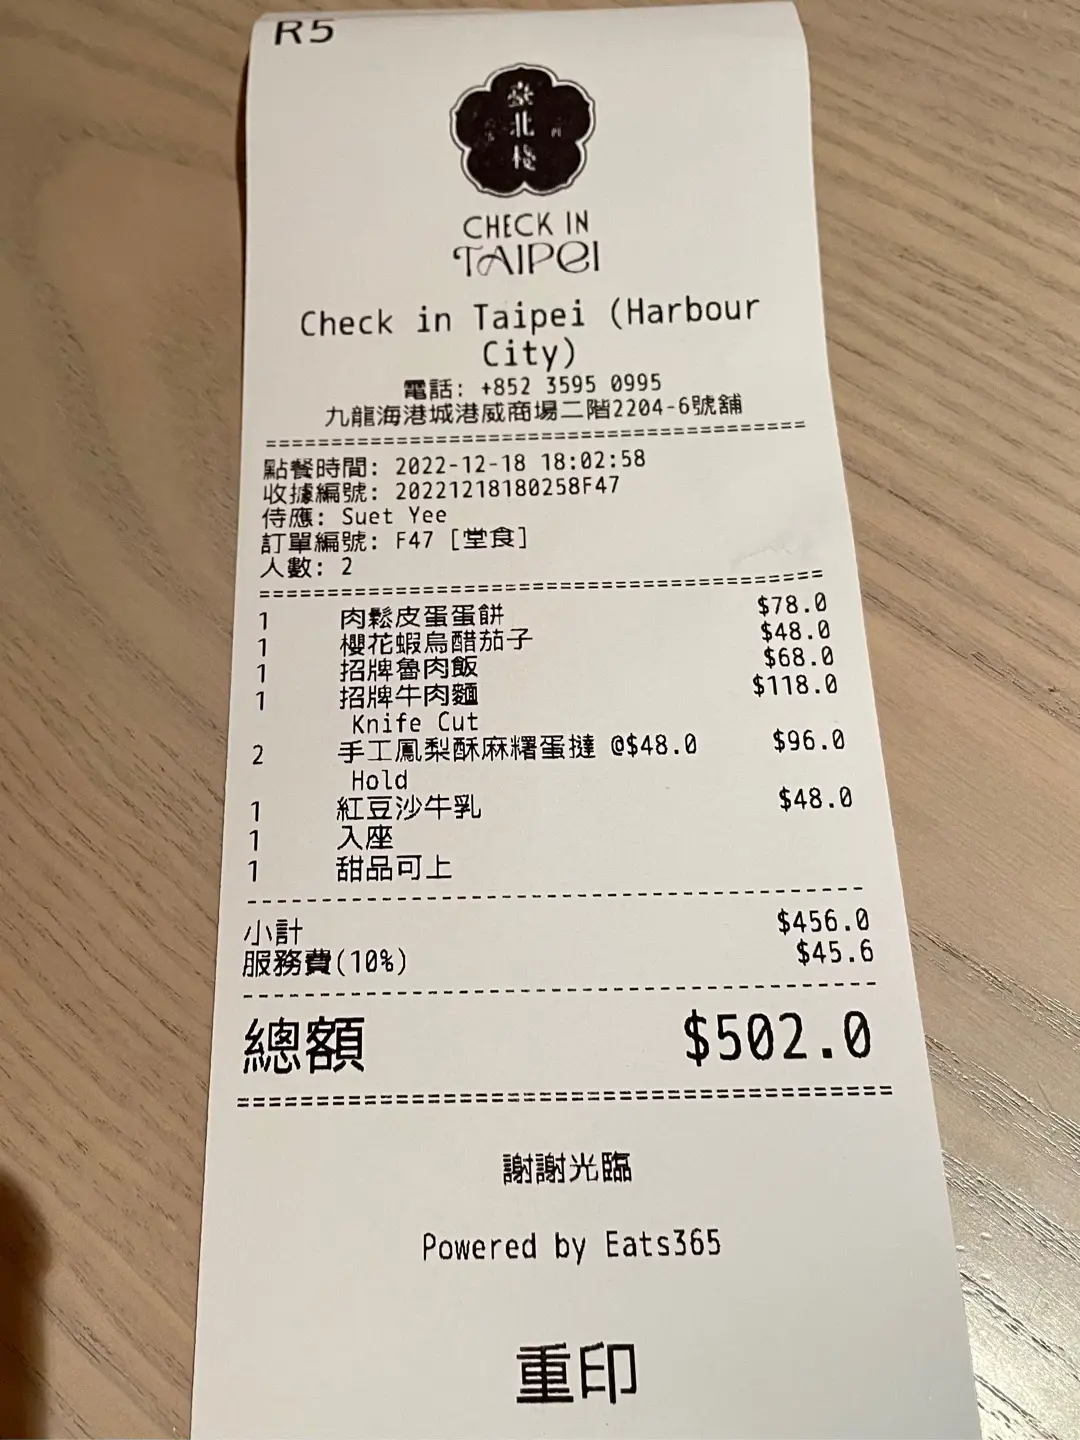 R5
臺北棧
CHECK IN
TAIPEI
Check in Taipei (Harbour
City)
電話: +852 3595 0995
九龍海港城港威商場二階2204-6號舖
點餐時間: 2022-12-18 18:02:58
收據編號: 20221218180258F47
侍應: Suet Yee
訂單編號: F47 [堂食]
人數: 2
1 肉鬆皮蛋蛋餅 $78.0
1 櫻花蝦烏醋茄子 $48.0
1 招牌魯肉飯 $68.0
1 招牌牛肉麵 $118.0
Knife Cut
2 手工鳳梨酥麻糬蛋撻 @$48.0 $96.0
Hold
1 紅豆沙牛乳 $48.0
1 入座
1 甜品可上
小計 $456.0
服務費(10%) $45.6
總額 $502.0
謝謝光臨
Powered by Eats365
重印